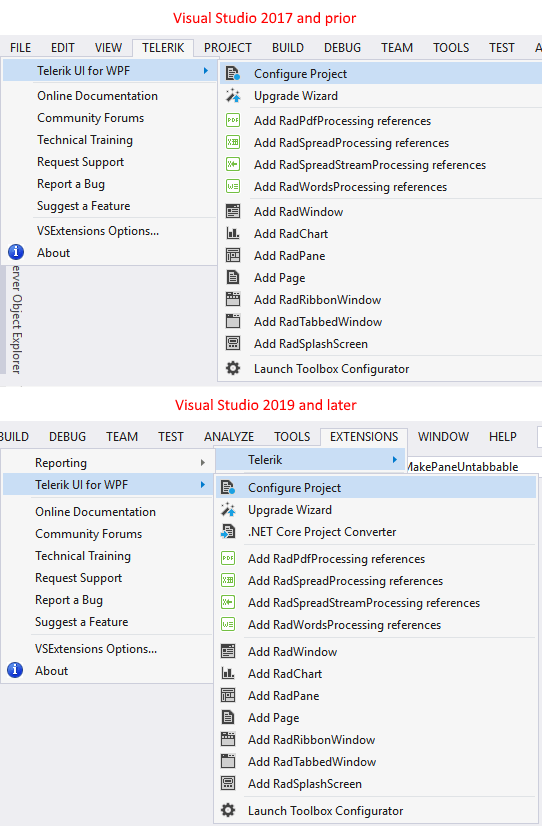 Visual Studio 2017 and prior
FILE EDIT VIEW TELERIK PROJECT BUILD DEBUG TEAM TOOLS TEST A
Telerik UI for WPF
Online Documentation
Community Forums
Technical Training
Request Support
Report a Bug
Suggest a Feature
VSExtensions Options...
About
erver Object Explorer
Configure Project
Upgrade Wizard
Add RadPdfProcessing references
Add RadSpreadProcessing references
Add RadSpreadStreamProcessing references
Add RadWordsProcessing references
Add RadWindow
Add RadChart
Add RadPane
Add Page
Add RadRibbonWindow
Add RadTabbedWindow
Add RadSplashScreen
Launch Toolbox Configurator
Visual Studio 2019 and later
BUILD DEBUG TEAM TEST ANALYZE TOOLS EXTENSIONS WINDOW HELP
Telerik
MakePaneUntabbable
Reporting
Telerik UI for WPF
Online Documentation
Community Forums
Technical Training
Request Support
Report a Bug
Suggest a Feature
VSExtensions Options...
About
Configure Project
Upgrade Wizard
.NET Core Project Converter
Add RadPdfProcessing references
Add RadSpreadProcessing references
Add RadSpreadStreamProcessing references
Add RadWordsProcessing references
Add RadWindow
Add RadChart
Add RadPane
Add Page
Add RadRibbonWindow
Add RadTabbedWindow
Add RadSplashScreen
Launch Toolbox Configurator